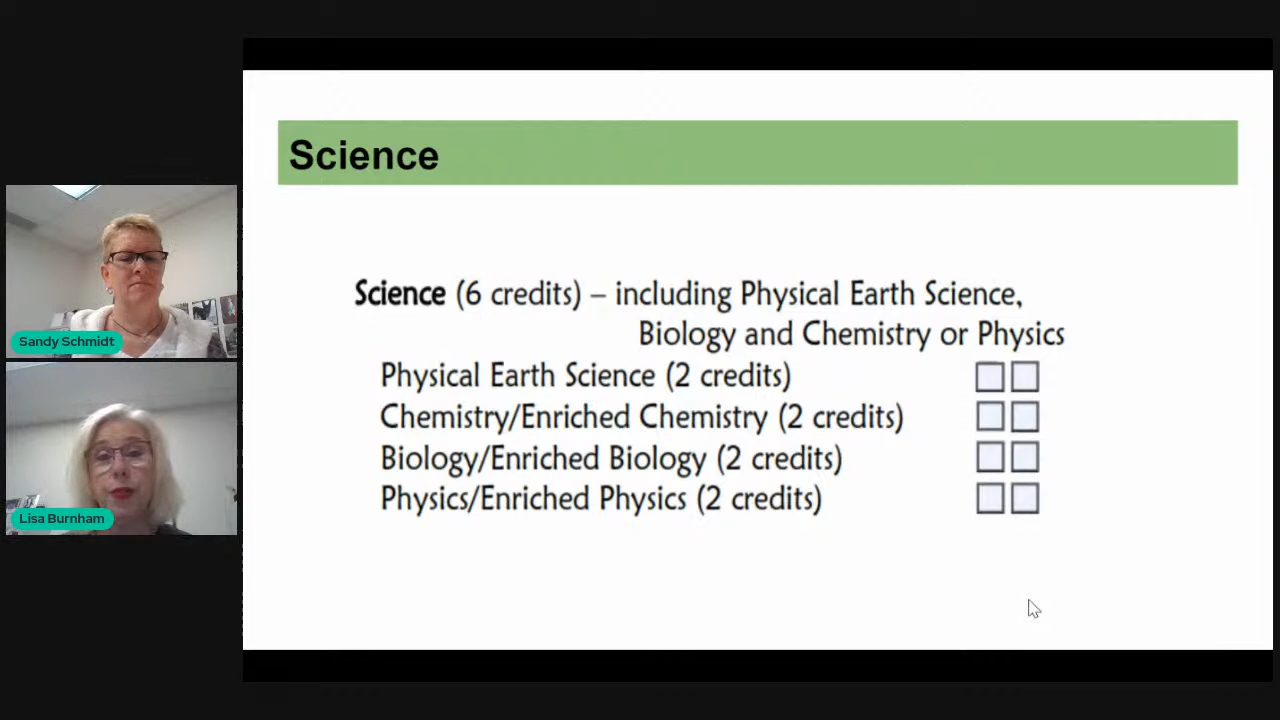 Science
Science (6 credits) – including Physical Earth Science,
Biology and Chemistry or Physics
Physical Earth Science (2 credits)
Chemistry/Enriched Chemistry (2 credits)
Biology/Enriched Biology (2 credits)
Physics/Enriched Physics (2 credits)
Sandy Schmidt
Lisa Burnham